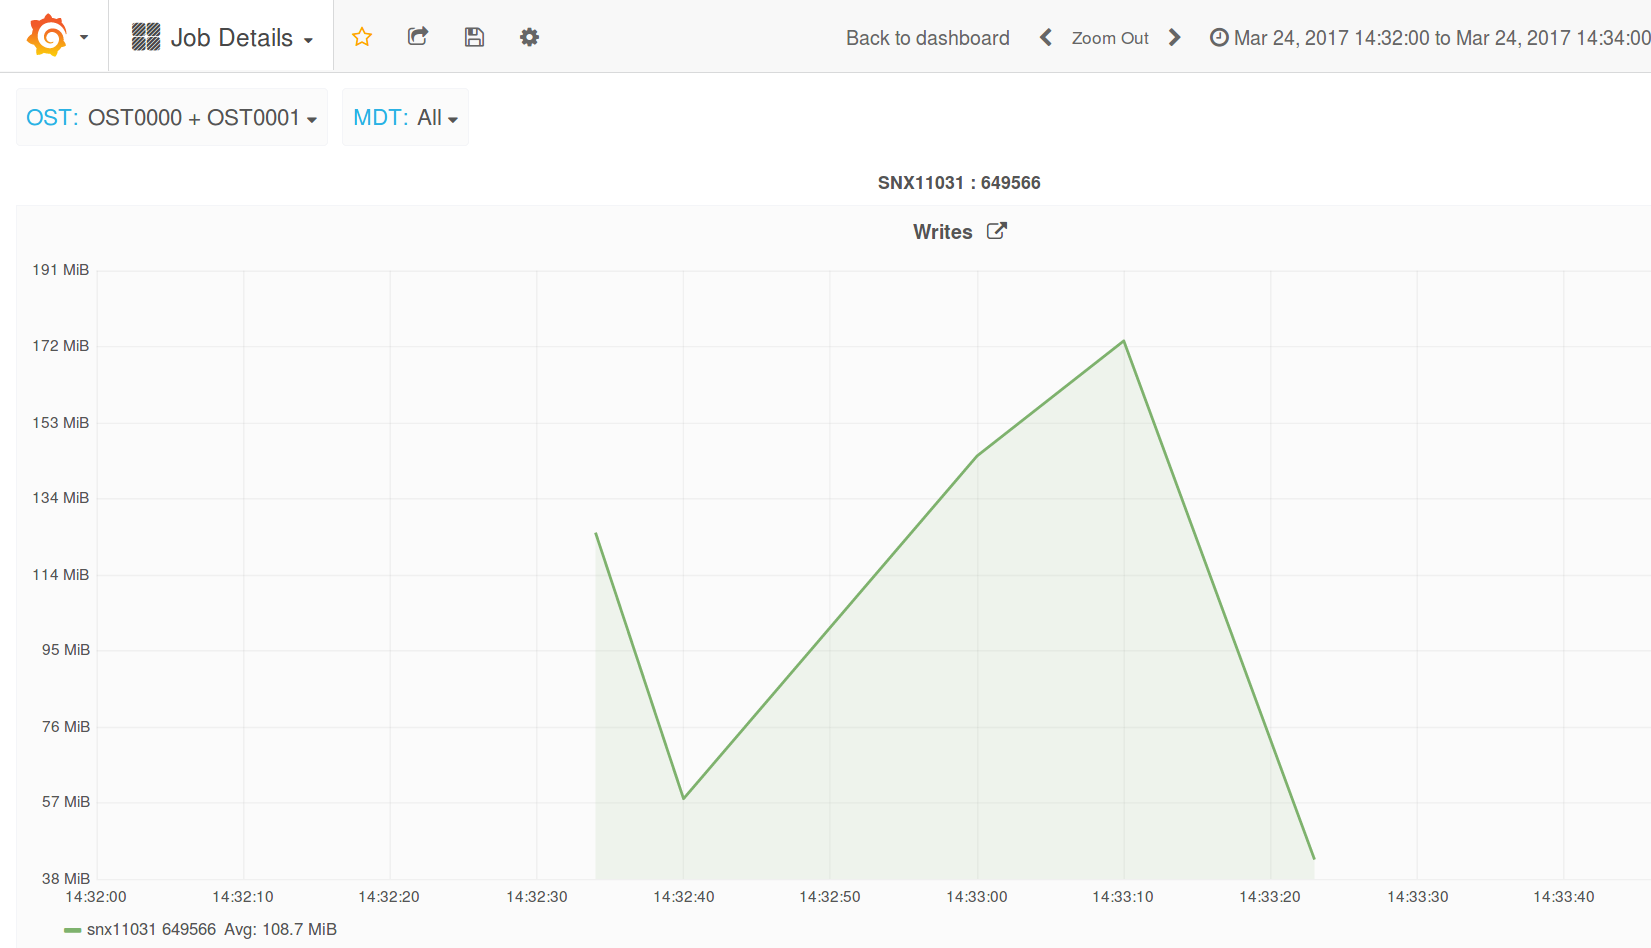 Job Details
Back to dashboard Zoom Out Mar 24, 2017 14:32:00 to Mar 24, 2017 14:34:00
OST: OST0000 + OST0001 MDT: All
SNX11031 : 649566
Writes
191 MiB
172 MiB
153 MiB
134 MiB
114 MiB
95 MiB
76 MiB
57 MiB
38 MiB
14:32:00 14:32:10 14:32:20 14:32:30 14:32:40 14:32:50 14:33:00 14:33:10 14:33:20 14:33:30 14:33:40
snx11031 649566 Avg: 108.7 MiB